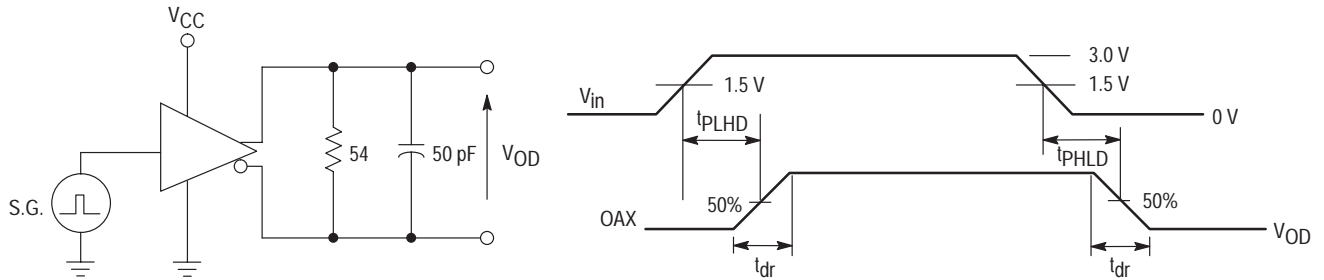 VCC
S.G.
54
50 pF
VOD
Vin
1.5 V
3.0 V
1.5 V
0 V
tPLHD
tPHLD
OAX
50%
50%
VOD
tdr
tdr